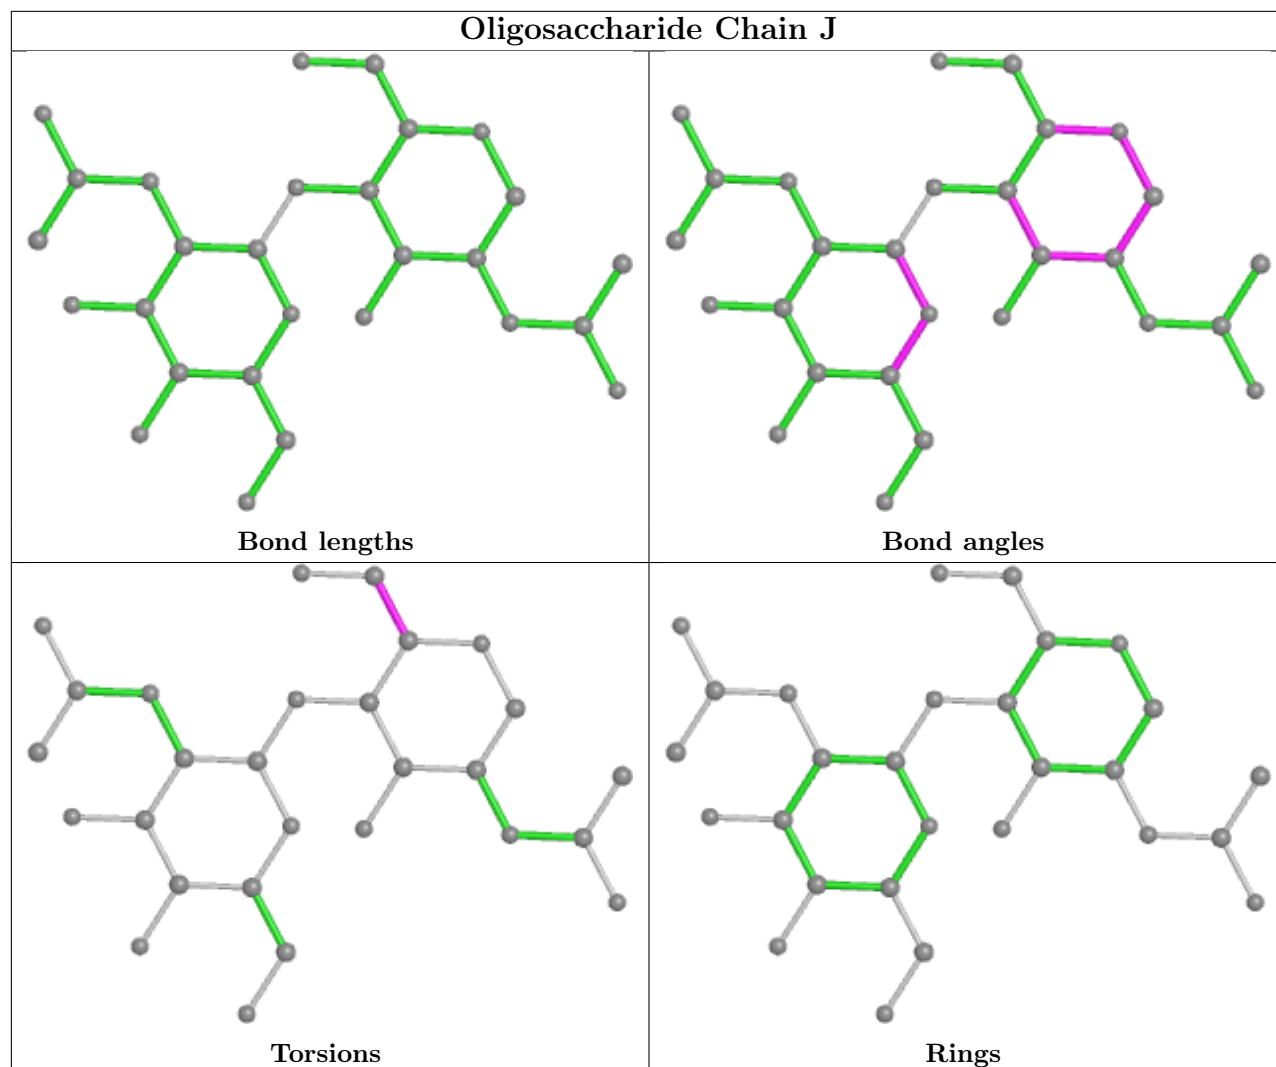 Oligosaccharide Chain J
Bond lengths
Bond angles
Torsions
Rings